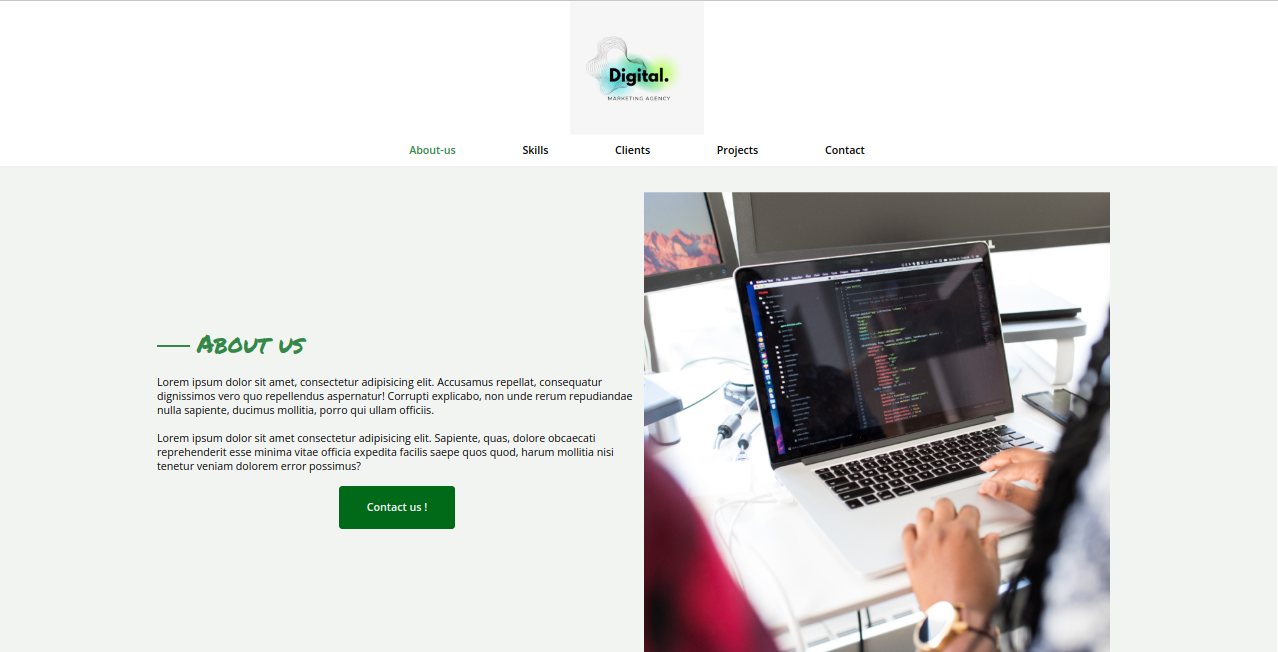 Digital.
MARKETING AGENCY
About-us
Skills
Clients
Projects
Contact
About us
Lorem ipsum dolor sit amet, consectetur adipisicing elit. Accusamus repellat, consequatur
dignissimos vero quo repellendus aspernatur! Corrupti explicabo, non unde rerum repudiandae
nulla sapiente, ducimus mollitia, porro qui ullam officiis.
Lorem ipsum dolor sit amet consectetur adipisicing elit. Sapiente, quas, dolore obcaecati
reprehenderit esse minima vitae officia expedita facilis saepe quos quod, harum mollitia nisi
tenetur veniam dolorem error possimus?
Contact us !